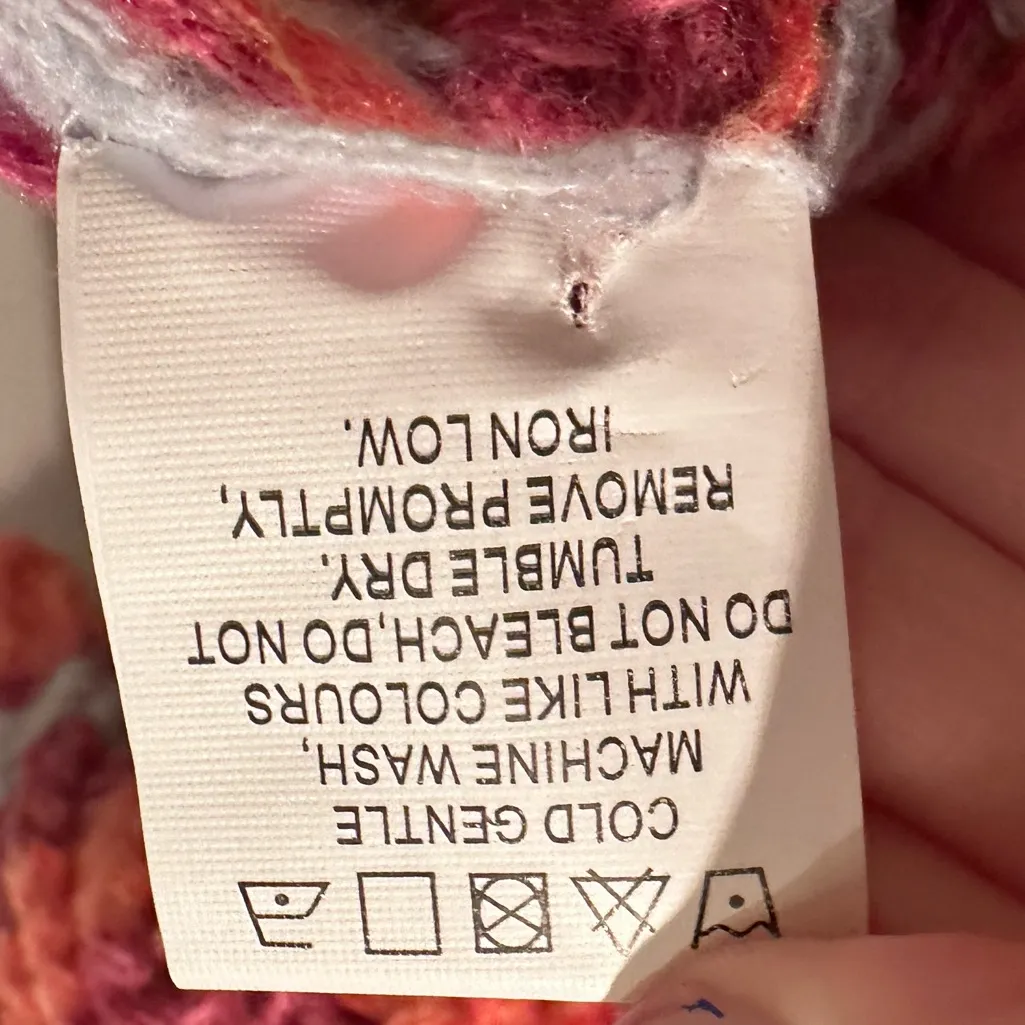 COLD GENTLE
MACHINE WASH,
WITH LIKE COLOURS
DO NOT BLEACH, DO NOT
TUMBLE DRY.
REMOVE PROMPTLY,
IRON LOW.